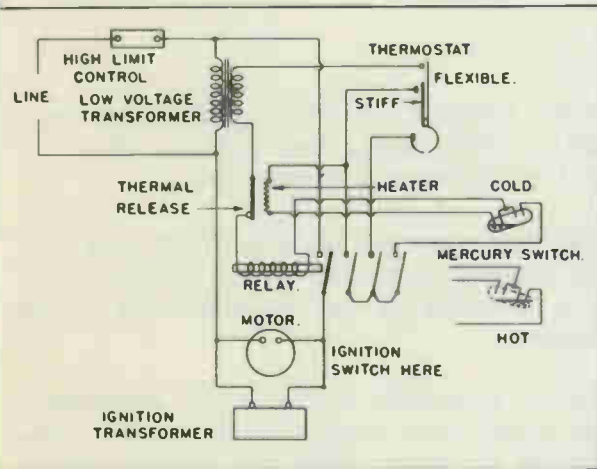 HIGH LIMIT
CONTROL
LINE
LOW VOLTAGE
TRANSFORMER
THERMOSTAT
FLEXIBLE.
STIFF
THERMAL
RELEASE
HEATER
COLD
MERCURY SWITCH.
HOT
RELAY.
MOTOR.
IGNITION
SWITCH HERE
IGNITION
TRANSFORMER